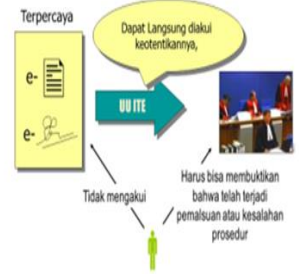 Terpercaya
Dapat Langsung diakui
keotentikannya,
e-
UU ITE
e-
Tidak mengakui
Harus bisa membuktikan
bahwa telah terjadi
pemalsuan atau kesalahan
prosedur